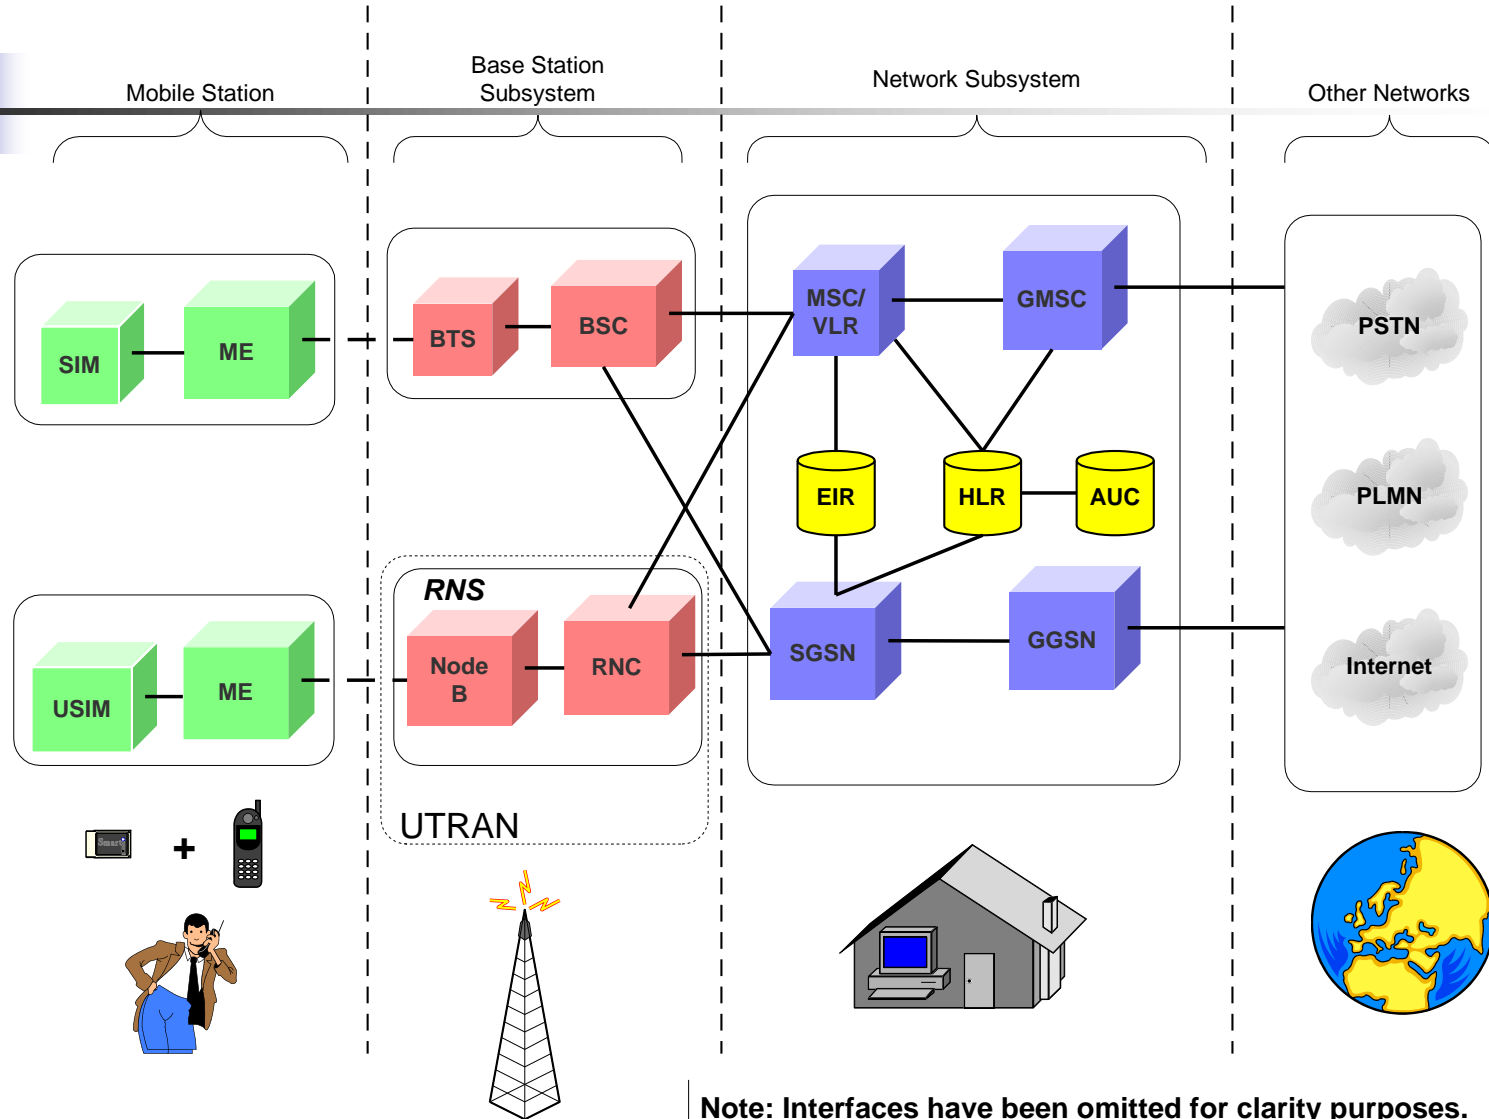 Mobile Station
Base Station
Subsystem
Network Subsystem
Other Networks
SIM
ME
BTS
BSC
MSC/
VLR
GMSC
PSTN
EIR
HLR
AUC
PLMN
RNS
USIM
ME
Node
B
RNC
SGSN
GGSN
Internet
UTRAN
Smart
+
Note: Interfaces have been omitted for clarity purposes.